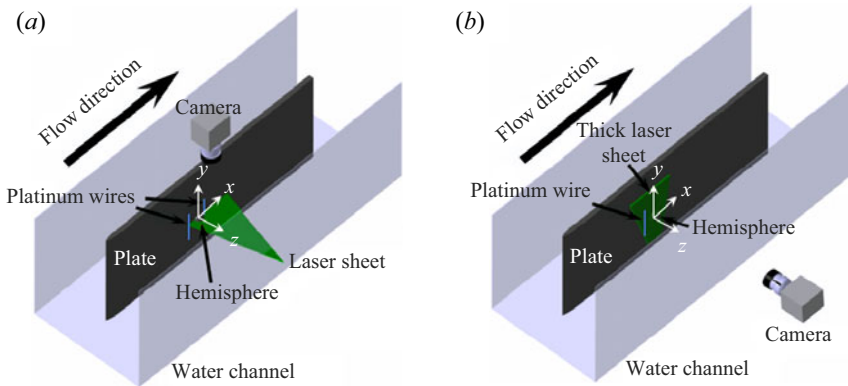 (a)
Flow direction
Camera
Platinum wires
y
x
z
Plate
Laser sheet
Hemisphere
Water channel
(b)
Flow direction
Thick laser
sheet
y
x
Platinum wire
Hemisphere
z
Plate
Camera
Water channel